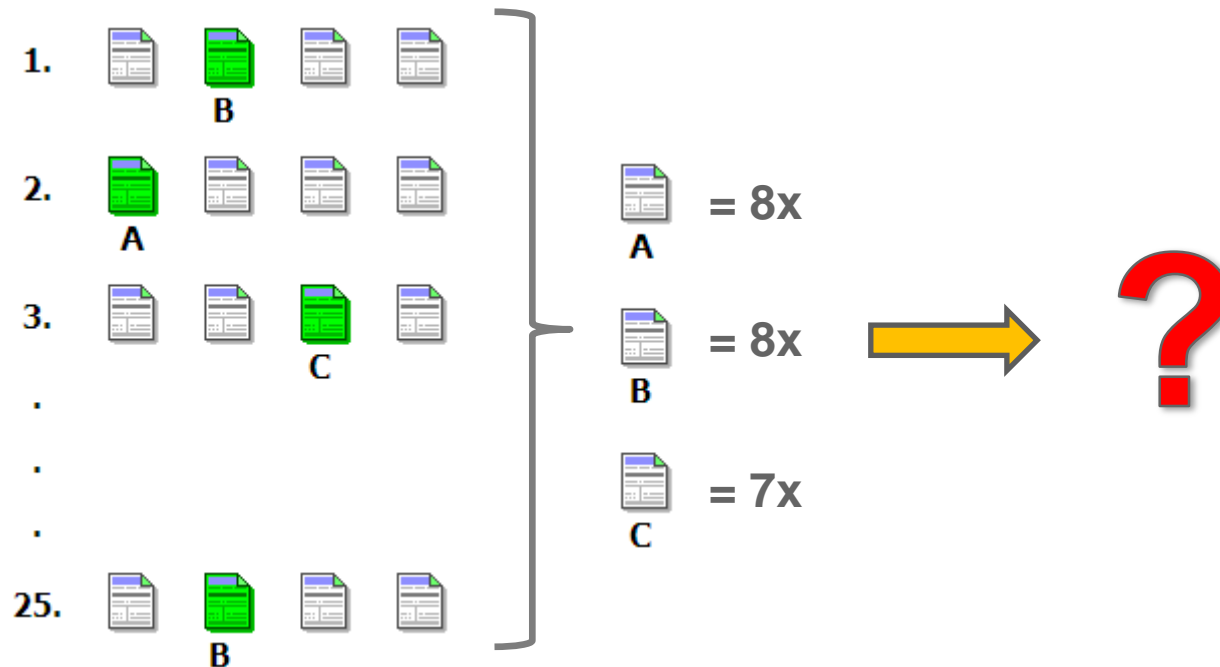 1.
B
2.
A
3.
C
.
.
.
25.
B
= 8x
A
= 8x
B
= 7x
C
?